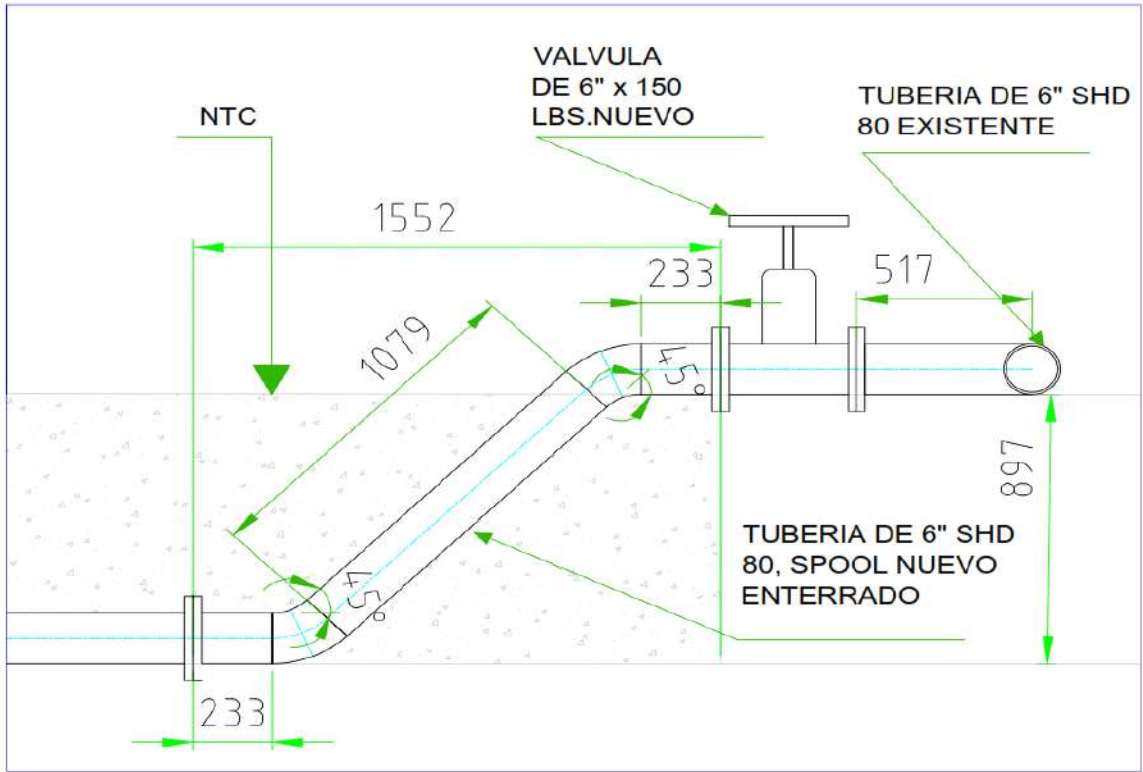 VALVULA
DE 6" x 150
LBS.NUEVO
TUBERIA DE 6" SHD
80 EXISTENTE
NTC
1552
233
517
1079
45°
897
TUBERIA DE 6" SHD
80, SPOOL NUEVO
ENTERRADO
45°
233